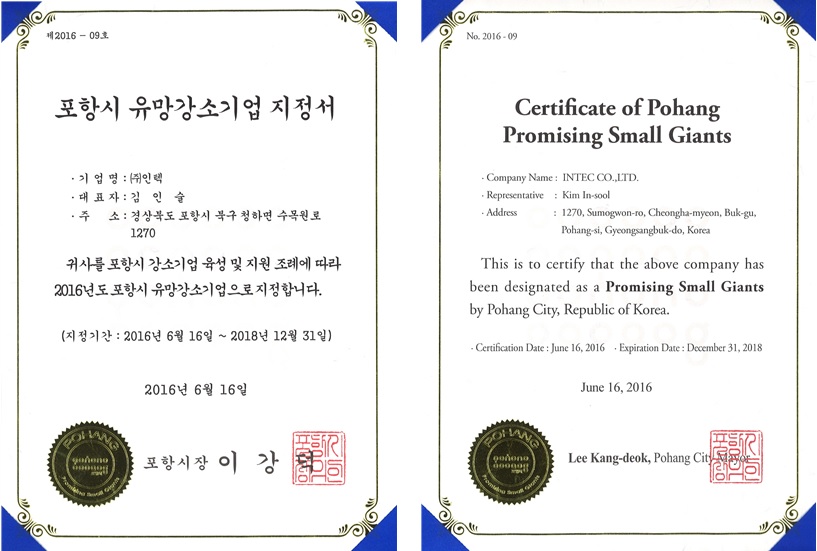 제2016 - 09호
포항시 유망강소기업 지정서
· 기 업 명 : ㈜인텍
· 대 표 자 : 김 인 술
· 주 소 : 경상북도 포항시 북구 청하면 수목원로
1270
귀사를 포항시 강소기업 육성 및 지원 조례에 따라
2016년도 포항시 유망강소기업으로 지정합니다.
(지정기간 : 2016년 6월 16일 ~ 2018년 12월 31일)
2016년 6월 16일
POHANG
Promising Small Giants
포항시장 이 강 덕
No. 2016 - 09
Certificate of Pohang
Promising Small Giants
· Company Name : INTEC CO.,LTD.
· Representative : Kim In-sool
· Address : 1270, Sumogwon-ro, Cheongha-myeon, Buk-gu,
Pohang-si, Gyeongsangbuk-do, Korea
This is to certify that the above company has
been designated as a Promising Small Giants
by Pohang City, Republic of Korea.
· Certification Date : June 16, 2016 · Expiration Date : December 31, 2018
June 16, 2016
POHANG
Promising Small Giants
Lee Kang-deok, Pohang City Mayor